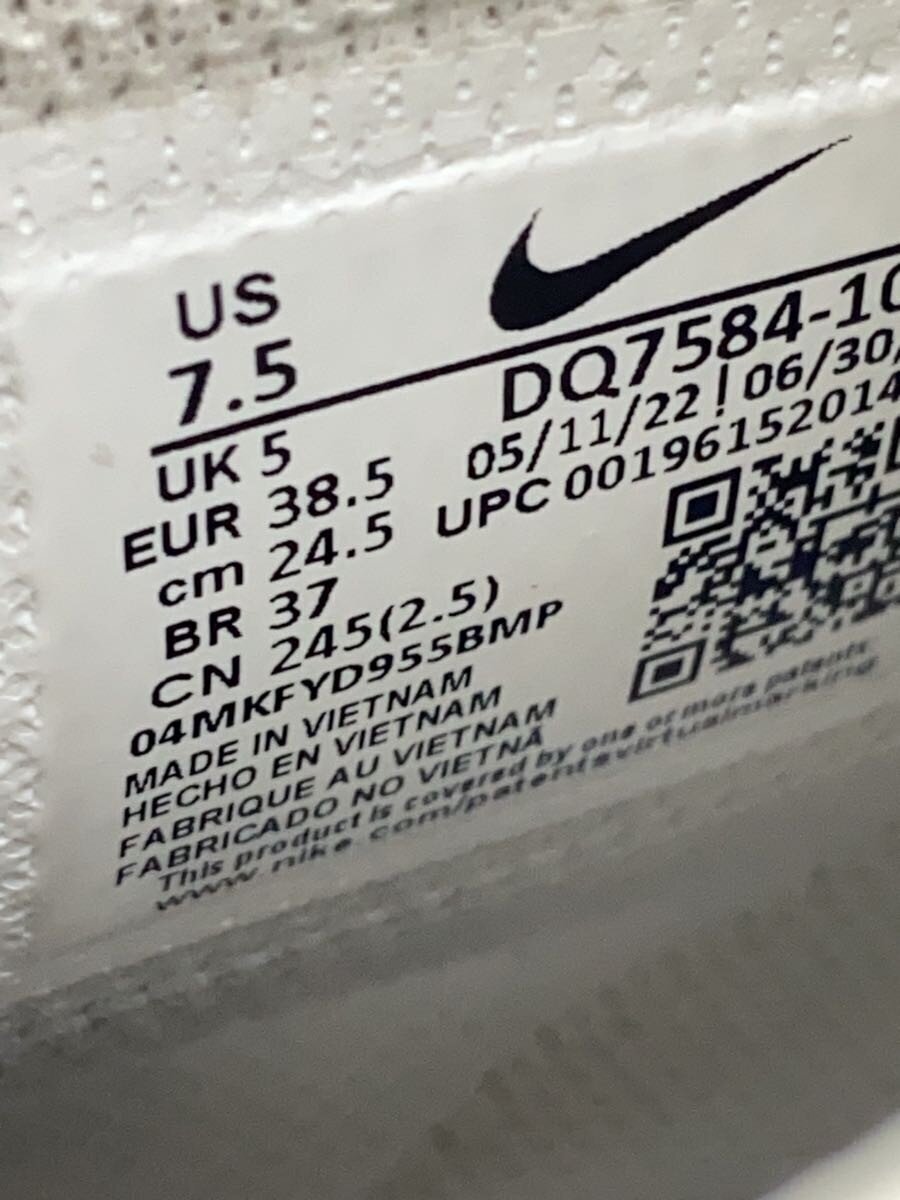 US
7.5
DQ7584-10
UK 5
05/11/22 ! 06/30/
EUR 38.5
UPC 00196152014
cm 24.5
BR 37
CN 245(2.5)
04MKFYD955BMP
MADE IN VIETNAM
HECHO EN VIETNAM
FABRIQUE AU VIETNAM
FABRICADO NO VIETNÃ
This product is covered by one or more patents.
www.nike.com/patentsvirtualmarking